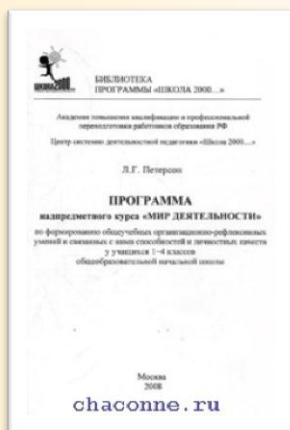 ШКОЛА 2000...
БИБЛИОТЕКА
ПРОГРАММЫ «ШКОЛА 2000...»
Академия повышения квалификации и профессиональной
переподготовки работников образования РФ
Центр системно-деятельностной педагогики «Школа 2000...»
Л.Г. Петерсон
ПРОГРАММА
надпредметного курса «МИР ДЕЯТЕЛЬНОСТИ»
по формированию общеучебных организационно-рефлексивных
умений и связанных с ними способностей и личностных качеств
у учащихся 1–4 классов
общеобразовательной начальной школы
Москва
2008
chaconne.ru